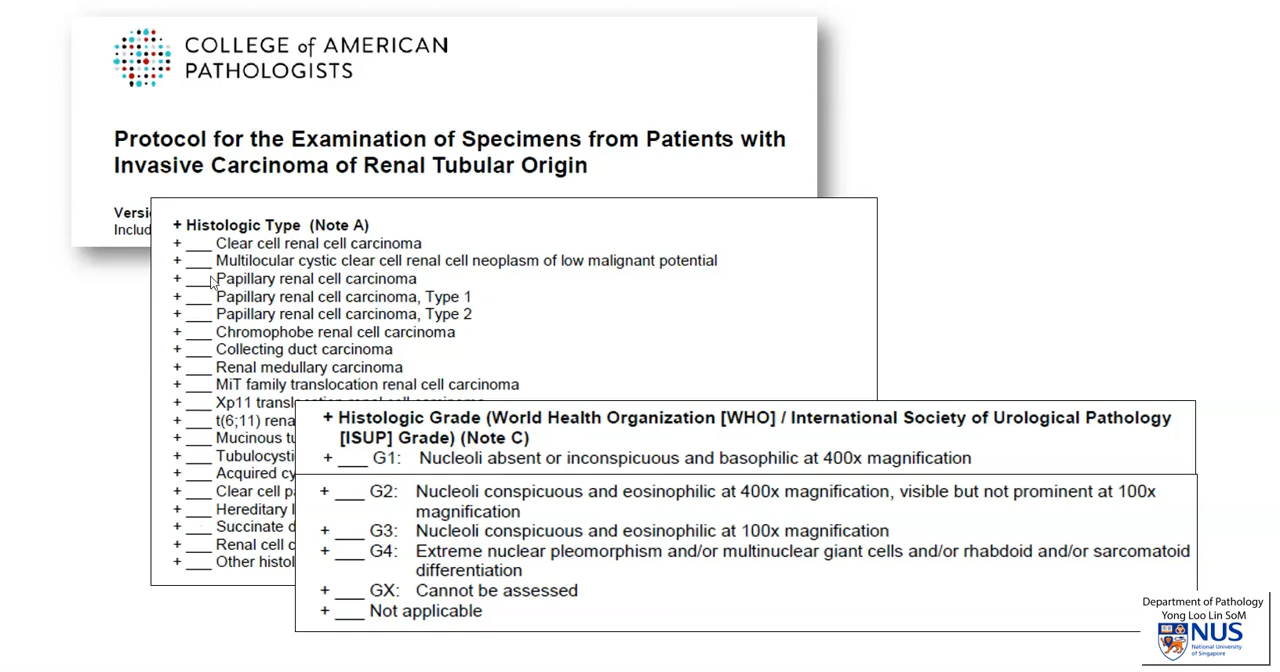 COLLEGE of AMERICAN
PATHOLOGISTS
Protocol for the Examination of Specimens from Patients with
Invasive Carcinoma of Renal Tubular Origin
Versi
Includ
+ Histologic Type (Note A)
+ ___ Clear cell renal cell carcinoma
+ ___ Multilocular cystic clear cell renal cell neoplasm of low malignant potential
+ ___ Papillary renal cell carcinoma
+ ___ Papillary renal cell carcinoma, Type 1
+ ___ Papillary renal cell carcinoma, Type 2
+ ___ Chromophobe renal cell carcinoma
+ ___ Collecting duct carcinoma
+ ___ Renal medullary carcinoma
+ ___ MiT family translocation renal cell carcinoma
+ ___ Xp11 transl
+ ___ t(6;11) rena
+ ___ Mucinous tu
+ ___ Tubulocysti
+ ___ Acquired cy
+ ___ Clear cell p
+ ___ Hereditary l
+ ___ Succinate d
+ ___ Renal cell c
+ ___ Other histol
+ Histologic Grade (World Health Organization [WHO] / International Society of Urological Pathology
[ISUP] Grade) (Note C)
+ ___ G1: Nucleoli absent or inconspicuous and basophilic at 400x magnification
+ ___ G2: Nucleoli conspicuous and eosinophilic at 400x magnification, visible but not prominent at 100x
magnification
+ ___ G3: Nucleoli conspicuous and eosinophilic at 100x magnification
+ ___ G4: Extreme nuclear pleomorphism and/or multinuclear giant cells and/or rhabdoid and/or sarcomatoid
differentiation
+ ___ GX: Cannot be assessed
+ ___ Not applicable
Department of Pathology
Yong Loo Lin SoM
NUS
National University
of Singapore